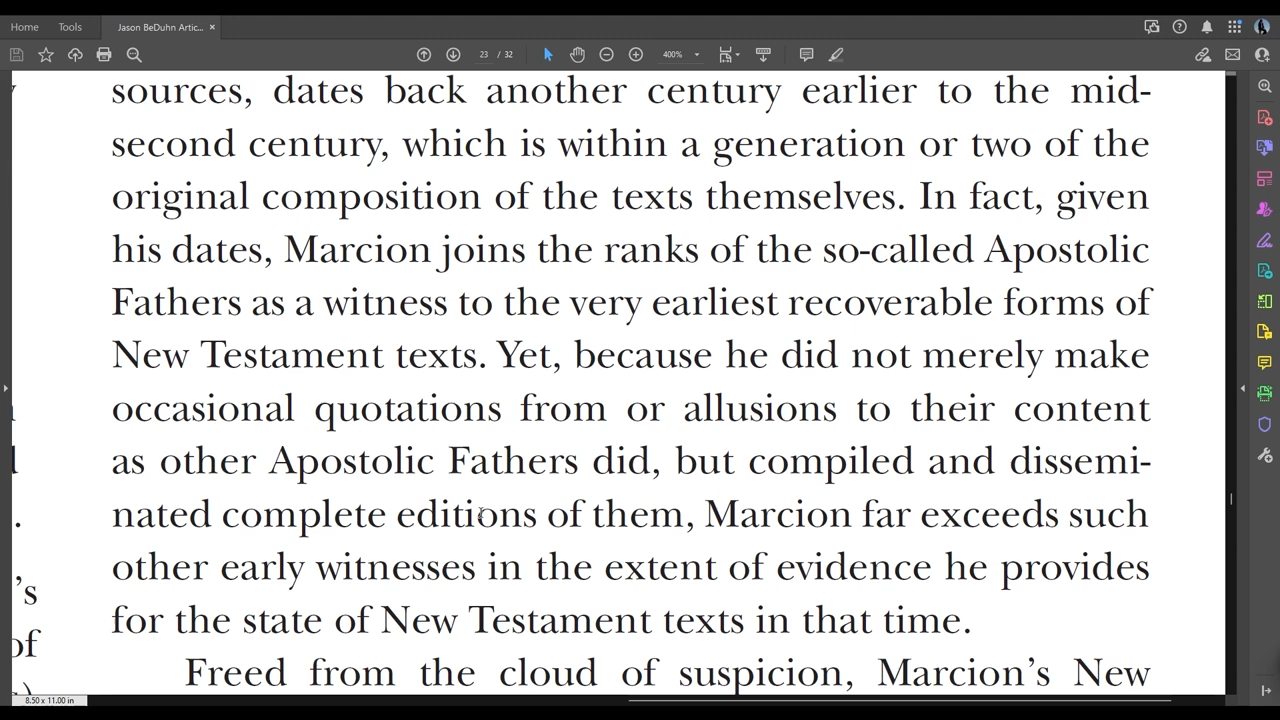 Home Tools Jason BeDuhn Artic... ×
23 / 32 400%
sources, dates back another century earlier to the mid-
second century, which is within a generation or two of the
original composition of the texts themselves. In fact, given
his dates, Marcion joins the ranks of the so-called Apostolic
Fathers as a witness to the very earliest recoverable forms of
New Testament texts. Yet, because he did not merely make
occasional quotations from or allusions to their content
as other Apostolic Fathers did, but compiled and dissemi-
nated complete editions of them, Marcion far exceeds such
other early witnesses in the extent of evidence he provides
for the state of New Testament texts in that time.
Freed from the cloud of suspicion, Marcion's New
.
's
of
8.50 x 11.00 in